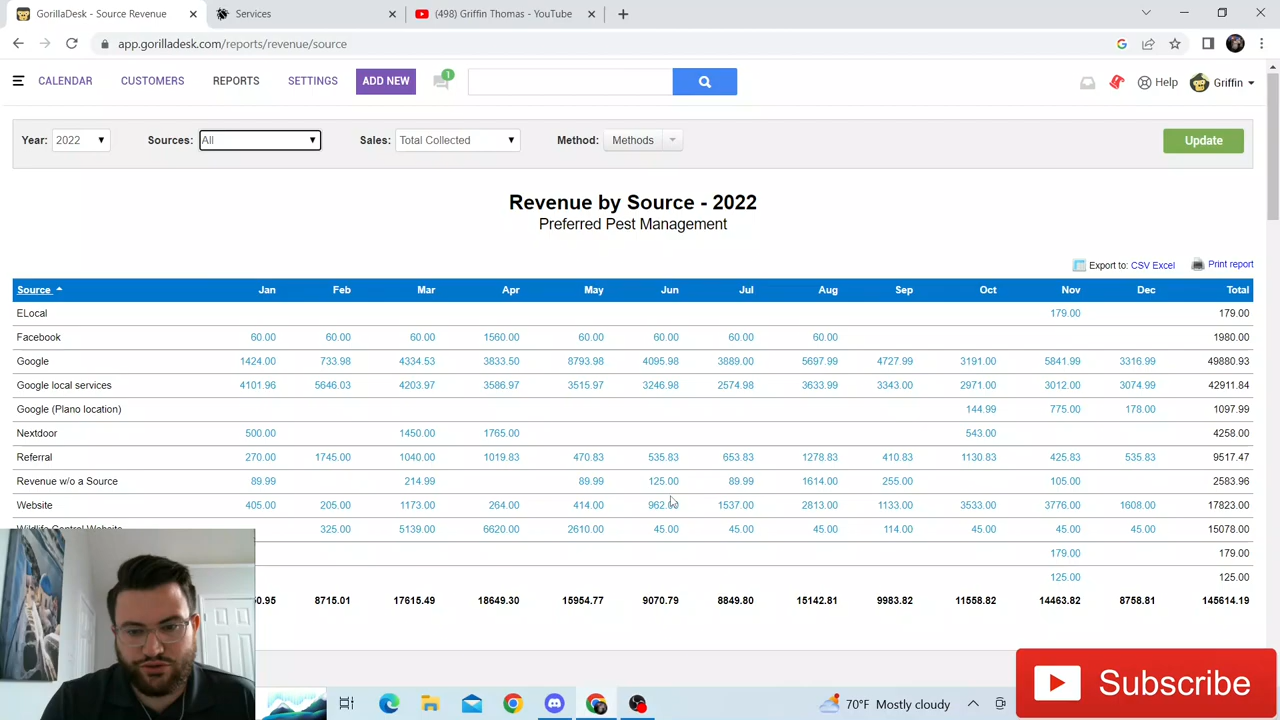 GorillaDesk - Source Revenue
Services
(498) Griffin Thomas - YouTube
app.gorilladesk.com/reports/revenue/source
CALENDAR CUSTOMERS REPORTS SETTINGS ADD NEW 1 Help Griffin
Year: 2022 Sources: All Sales: Total Collected Method: Methods Update
Revenue by Source - 2022
Preferred Pest Management
Export to: CSV Excel Print report
Source Jan Feb Mar Apr May Jun Jul Aug Sep Oct Nov Dec Total
ELocal 179.00 179.00
Facebook 60.00 60.00 60.00 1560.00 60.00 60.00 60.00 60.00 1980.00
Google 1424.00 733.98 4334.53 3833.50 8793.98 4095.98 3889.00 5697.99 4727.99 3191.00 5841.99 3316.99 49880.93
Google local services 4101.96 5646.03 4203.97 3586.97 3515.97 3246.98 2574.98 3633.99 3343.00 2971.00 3012.00 3074.99 42911.84
Google (Plano location) 144.99 775.00 178.00 1097.99
Nextdoor 500.00 1450.00 1765.00 543.00 4258.00
Referral 270.00 1745.00 1040.00 1019.83 470.83 535.83 653.83 1278.83 410.83 1130.83 425.83 535.83 9517.47
Revenue w/o a Source 89.99 214.99 89.99 125.00 89.99 1614.00 255.00 105.00 2583.96
Website 405.00 205.00 1173.00 264.00 414.00 962.00 1537.00 2813.00 1133.00 3533.00 3776.00 1608.00 17823.00
Wildlife Control Website 325.00 5139.00 6620.00 2610.00 45.00 45.00 45.00 114.00 45.00 45.00 45.00 15078.00
179.00 179.00
125.00 125.00
8715.01 17615.49 18649.30 15954.77 9070.79 8849.80 15142.81 9983.82 11558.82 14463.82 8758.81 145614.19
Subscribe
70°F Mostly cloudy